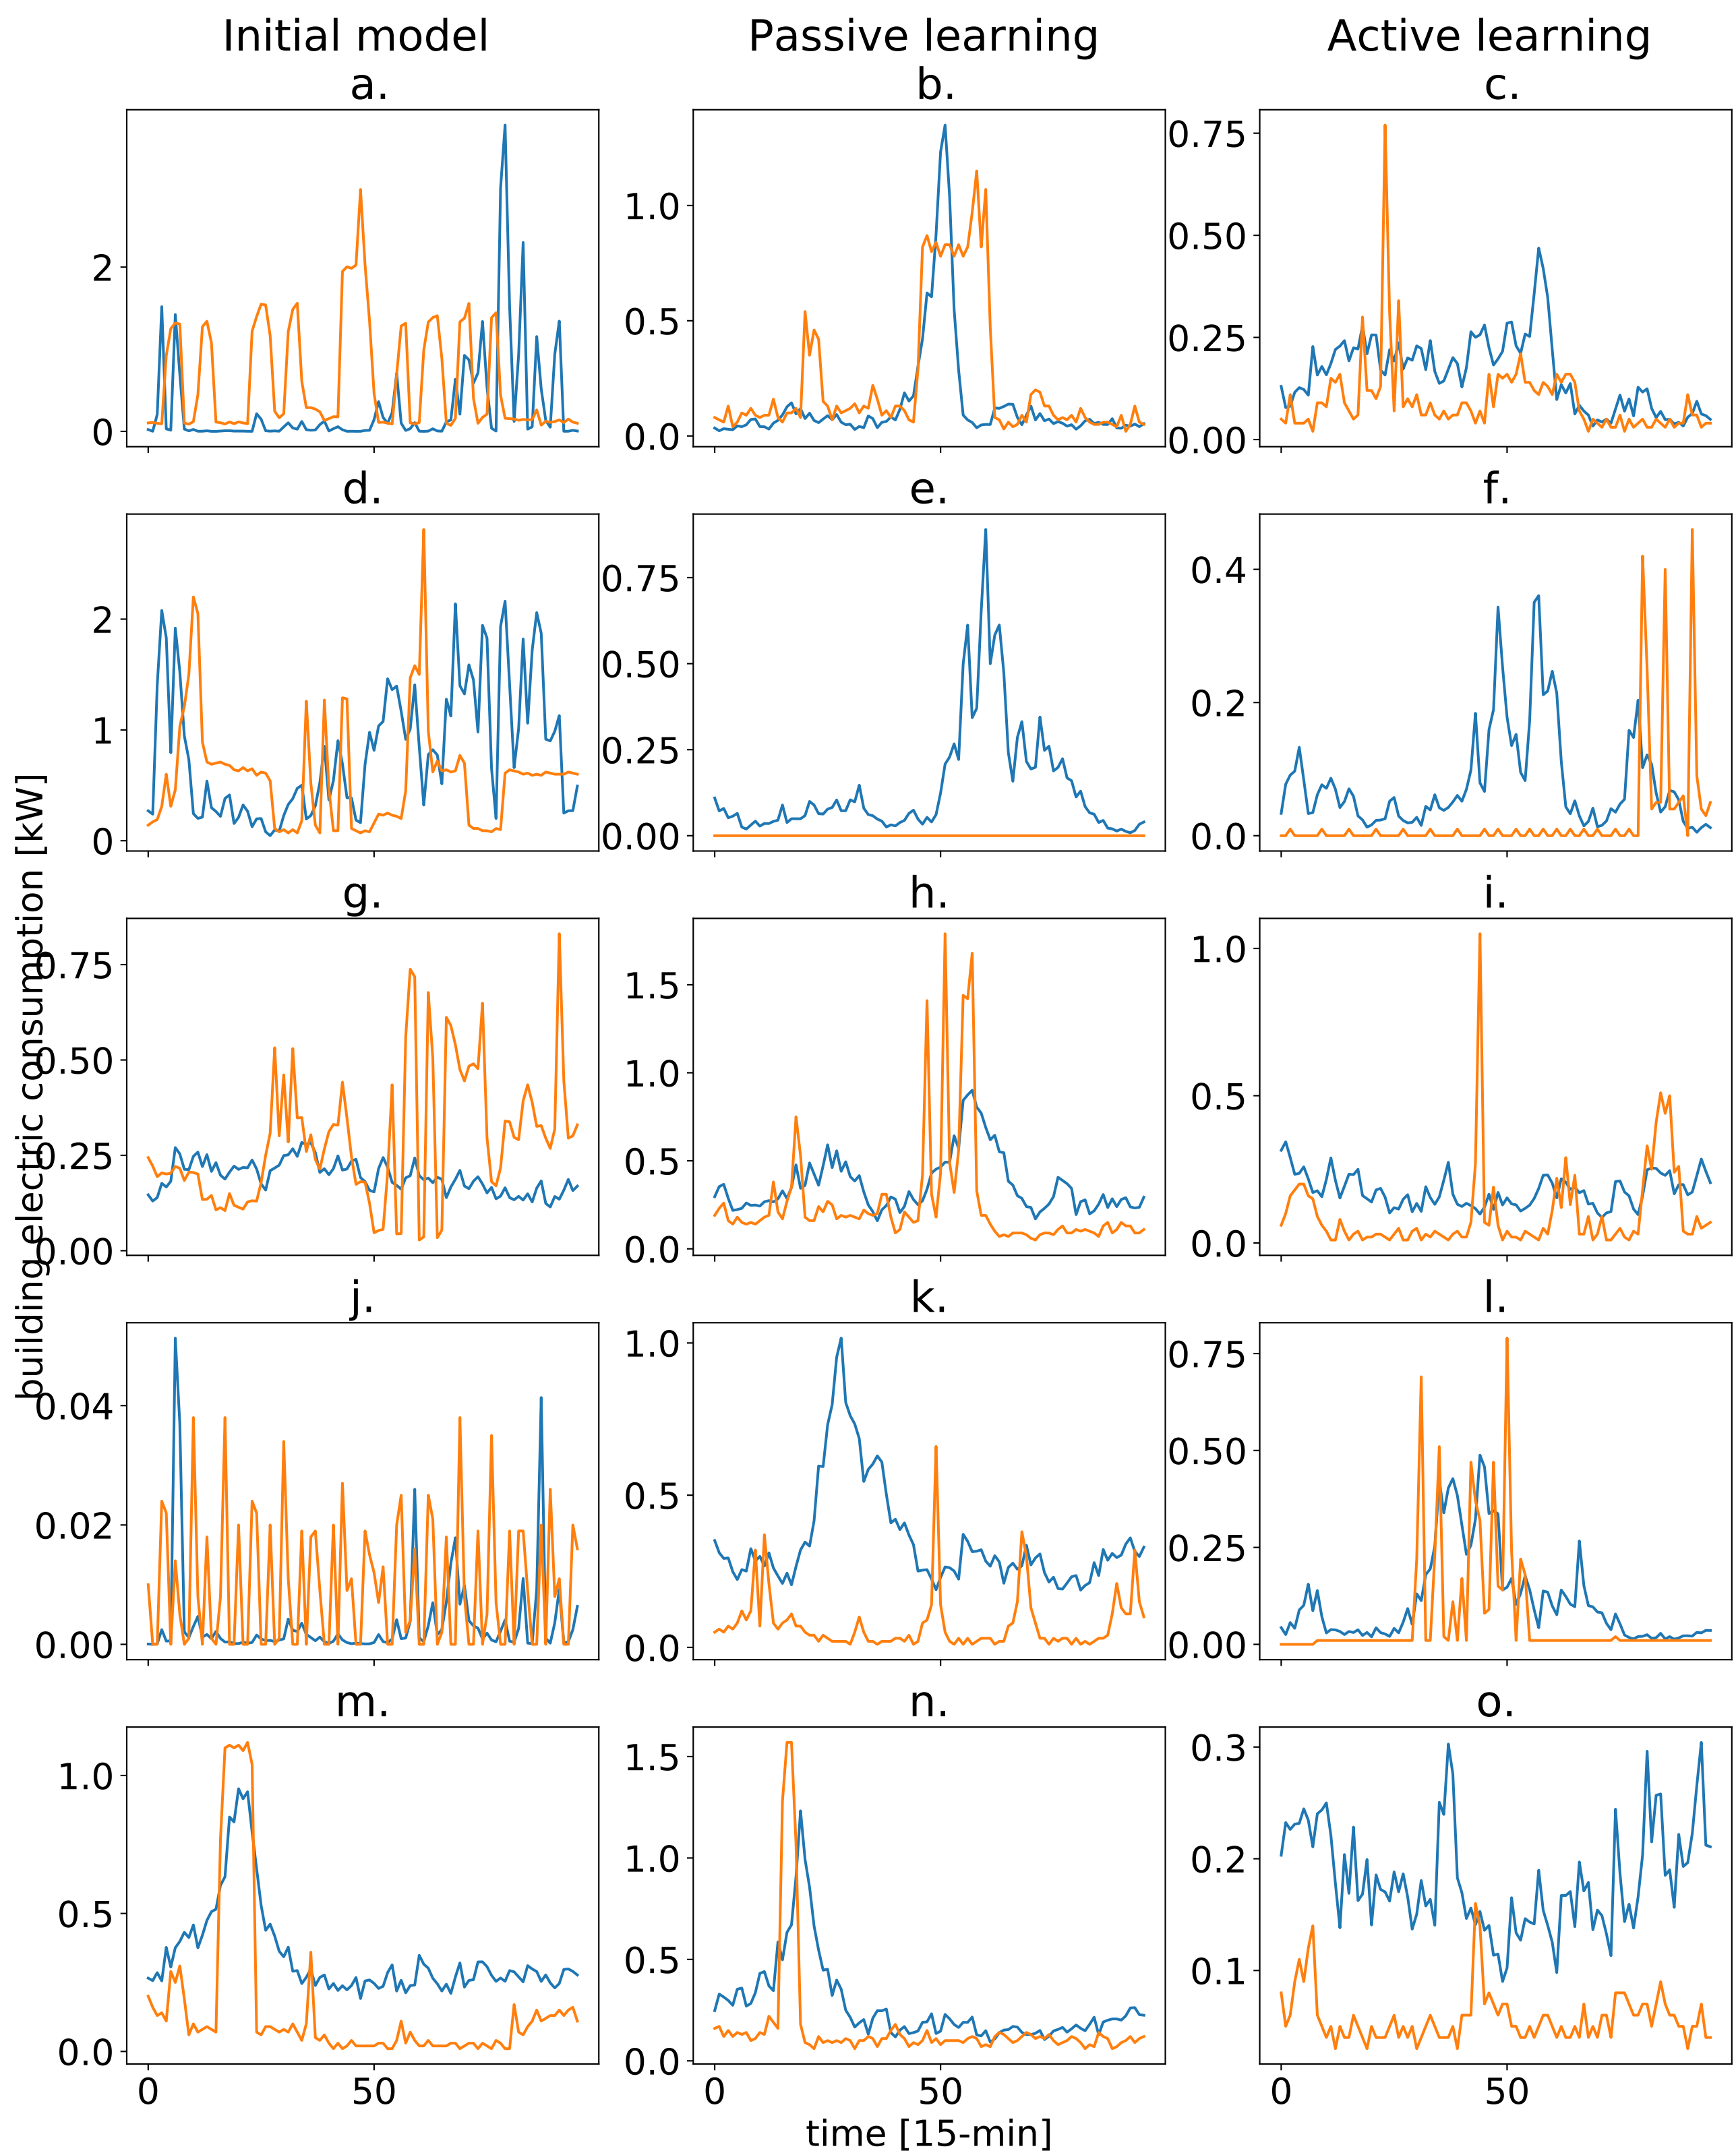 Initial model
Passive learning
Active learning
a.
b.
c.
2
0
1.0
0.5
0.0
0.75
0.50
0.25
0.00
d.
e.
f.
2
1
0
0.75
0.50
0.25
0.00
0.4
0.2
0.0
g.
h.
i.
0.75
0.50
0.25
0.00
1.5
1.0
0.5
0.0
1.0
0.5
0.0
building electric consumption [kW]
j.
k.
l.
0.04
0.02
0.00
1.0
0.5
0.0
0.75
0.50
0.25
0.00
m.
n.
o.
1.0
0.5
0.0
1.5
1.0
0.5
0.0
0.3
0.2
0.1
0 50
0 50
0 50
time [15-min]